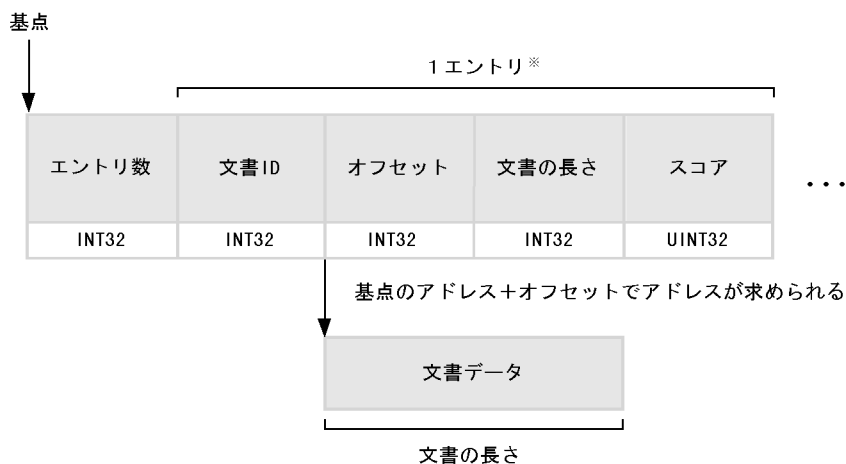 基点
1エントリ※
エントリ数 文書ID オフセット 文書の長さ スコア ・・・
INT32 INT32 INT32 INT32 UINT32
基点のアドレス＋オフセットでアドレスが求められる
文書データ
文書の長さ